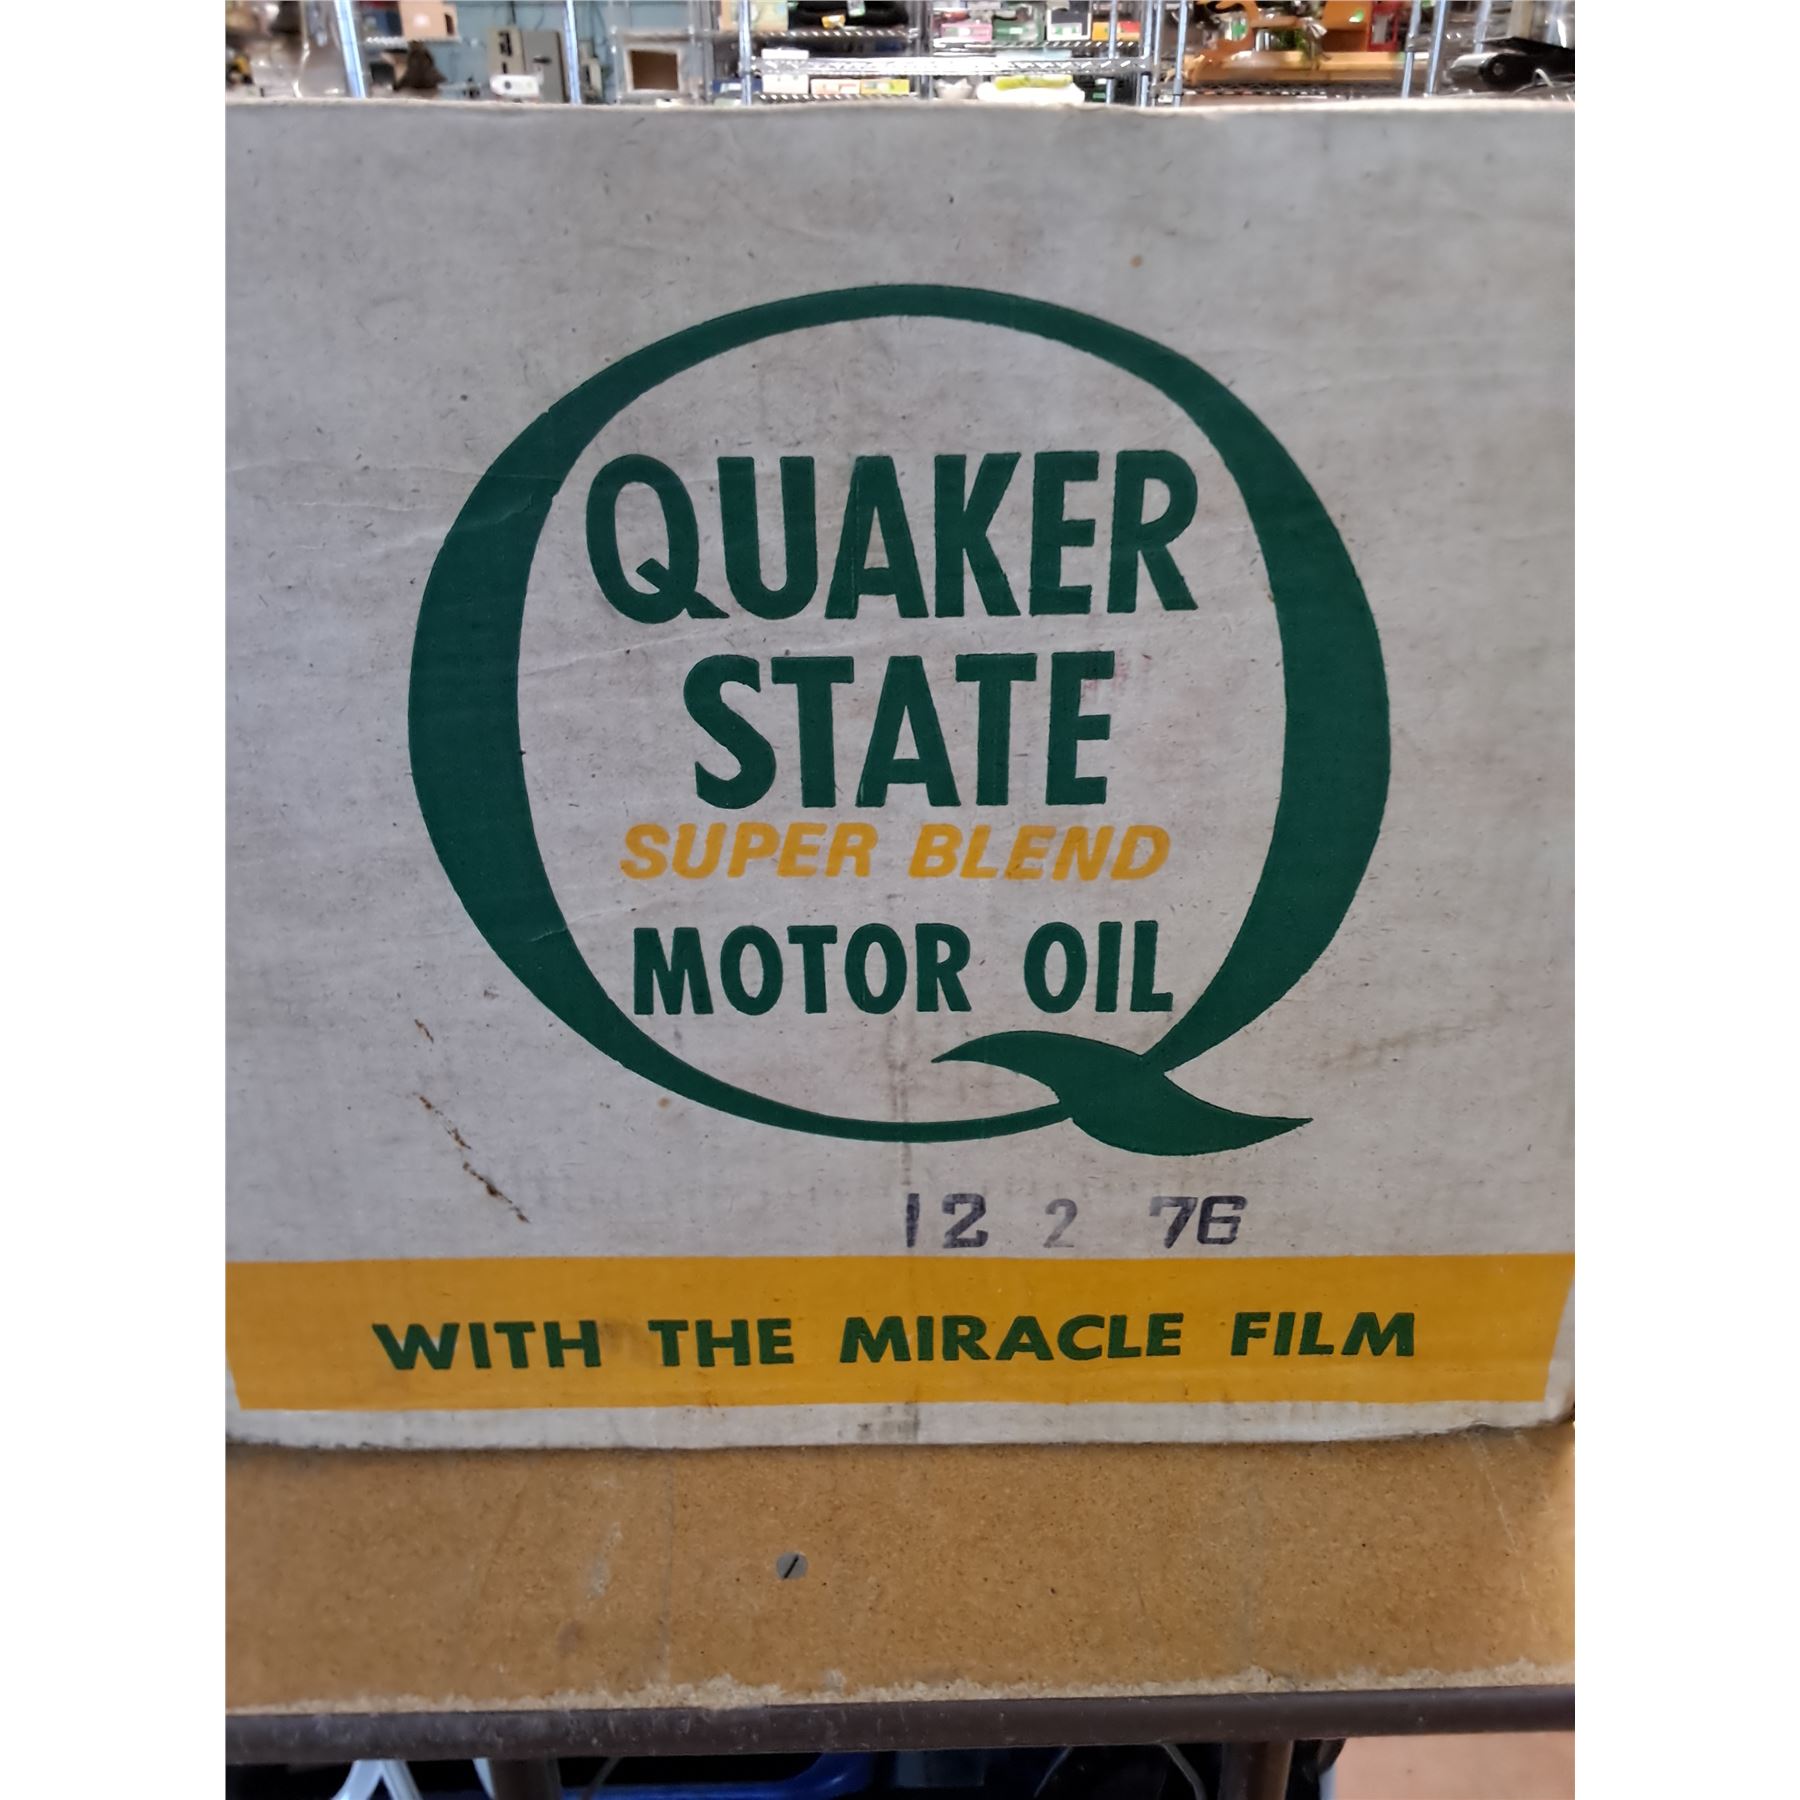 QUAKER
STATE
SUPER BLEND
MOTOR OIL
12 2 76
WITH THE MIRACLE FILM